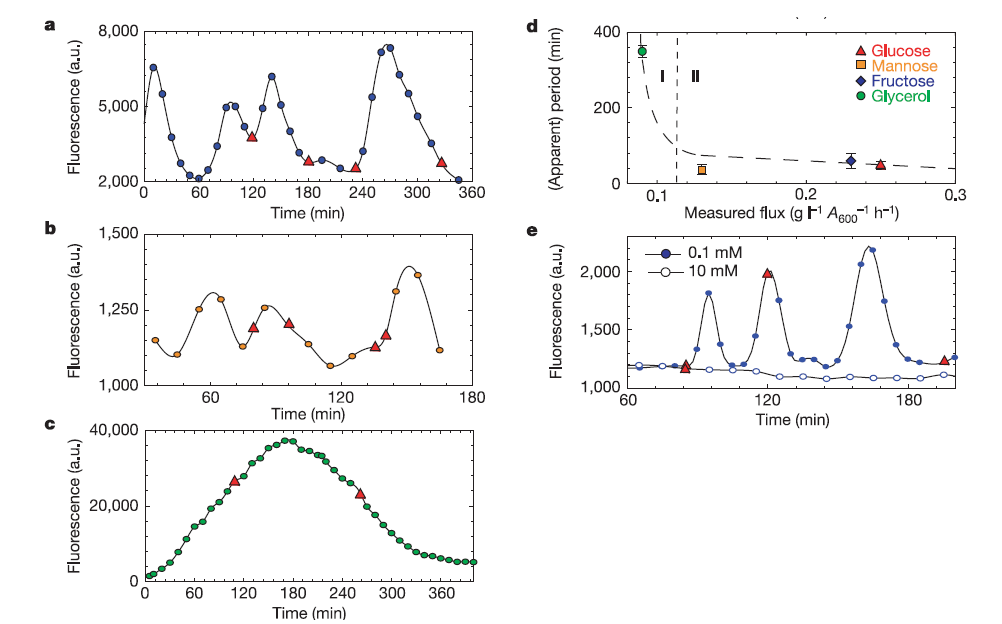 a
Fluorescence (a.u.)
8,000
5,000
2,000
0 60 120 180 240 300 360
Time (min)
b
Fluorescence (a.u.)
1,500
1,250
1,000
60 120 180
Time (min)
c
Fluorescence (a.u.)
40,000
20,000
0
0 60 120 180 240 300 360
Time (min)
d
(Apparent) period (min)
400
200
0
I II
Glucose
Mannose
Fructose
Glycerol
0.1 0.2 0.3
Measured flux (g l⁻¹ A₆₀₀⁻¹ h⁻¹)
e
Fluorescence (a.u.)
0.1 mM
10 mM
2,000
1,500
1,000
60 120 180
Time (min)